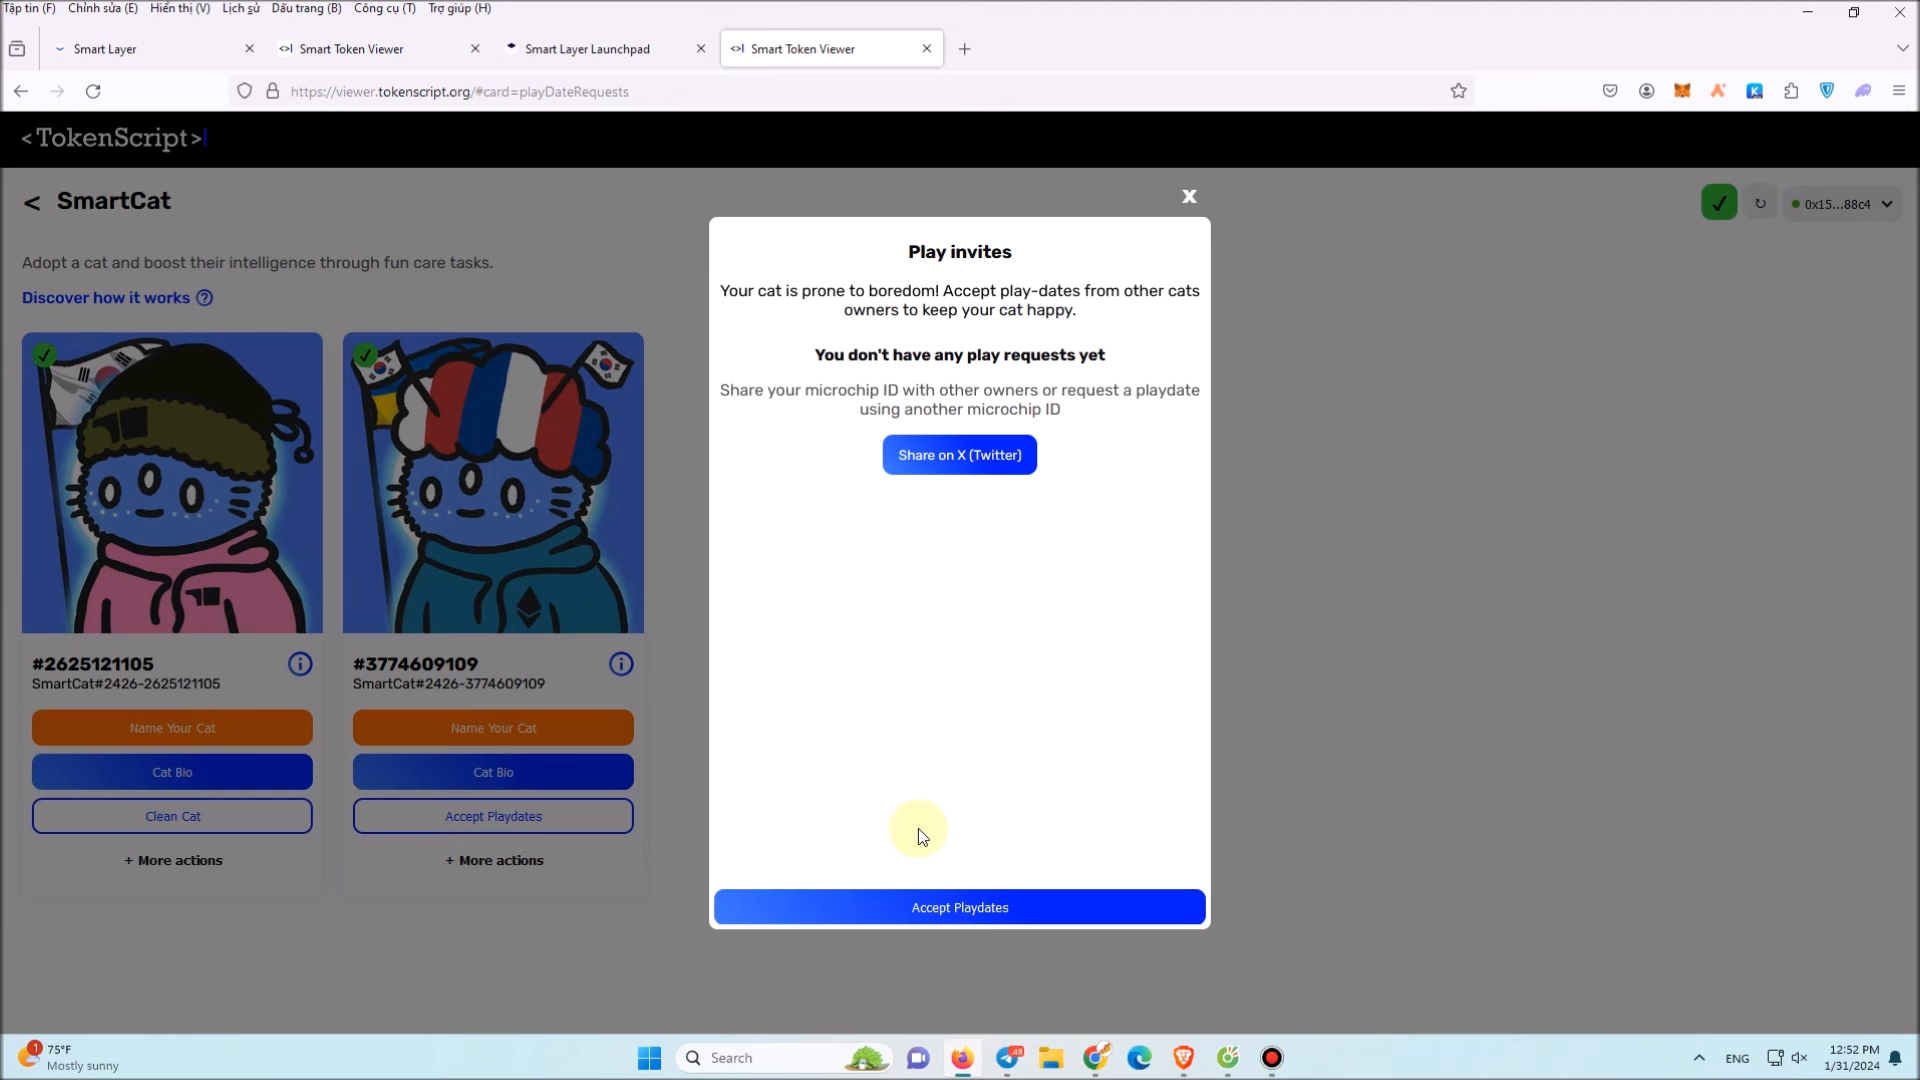 Tập tin (F) Chỉnh sửa (E) Hiển thị (V) Lịch sử Dấu trang (B) Công cụ (T) Trợ giúp (H)
Smart Layer
Smart Token Viewer
Smart Layer Launchpad
Smart Token Viewer
https://viewer.tokenscript.org/#card=playDateRequests
<TokenScript>
< SmartCat
0x15...88c4
Adopt a cat and boost their intelligence through fun care tasks.
Discover how it works ?
#2625121105
SmartCat#2426-2625121105
Name Your Cat
Cat Bio
Clean Cat
+ More actions
#3774609109
SmartCat#2426-3774609109
Name Your Cat
Cat Bio
Accept Playdates
+ More actions
X
Play invites
Your cat is prone to boredom! Accept play-dates from other cats
owners to keep your cat happy.
You don't have any play requests yet
Share your microchip ID with other owners or request a playdate
using another microchip ID
Share on X (Twitter)
Accept Playdates
1
75°F
Mostly sunny
Search
48
ENG
12:52 PM
1/31/2024